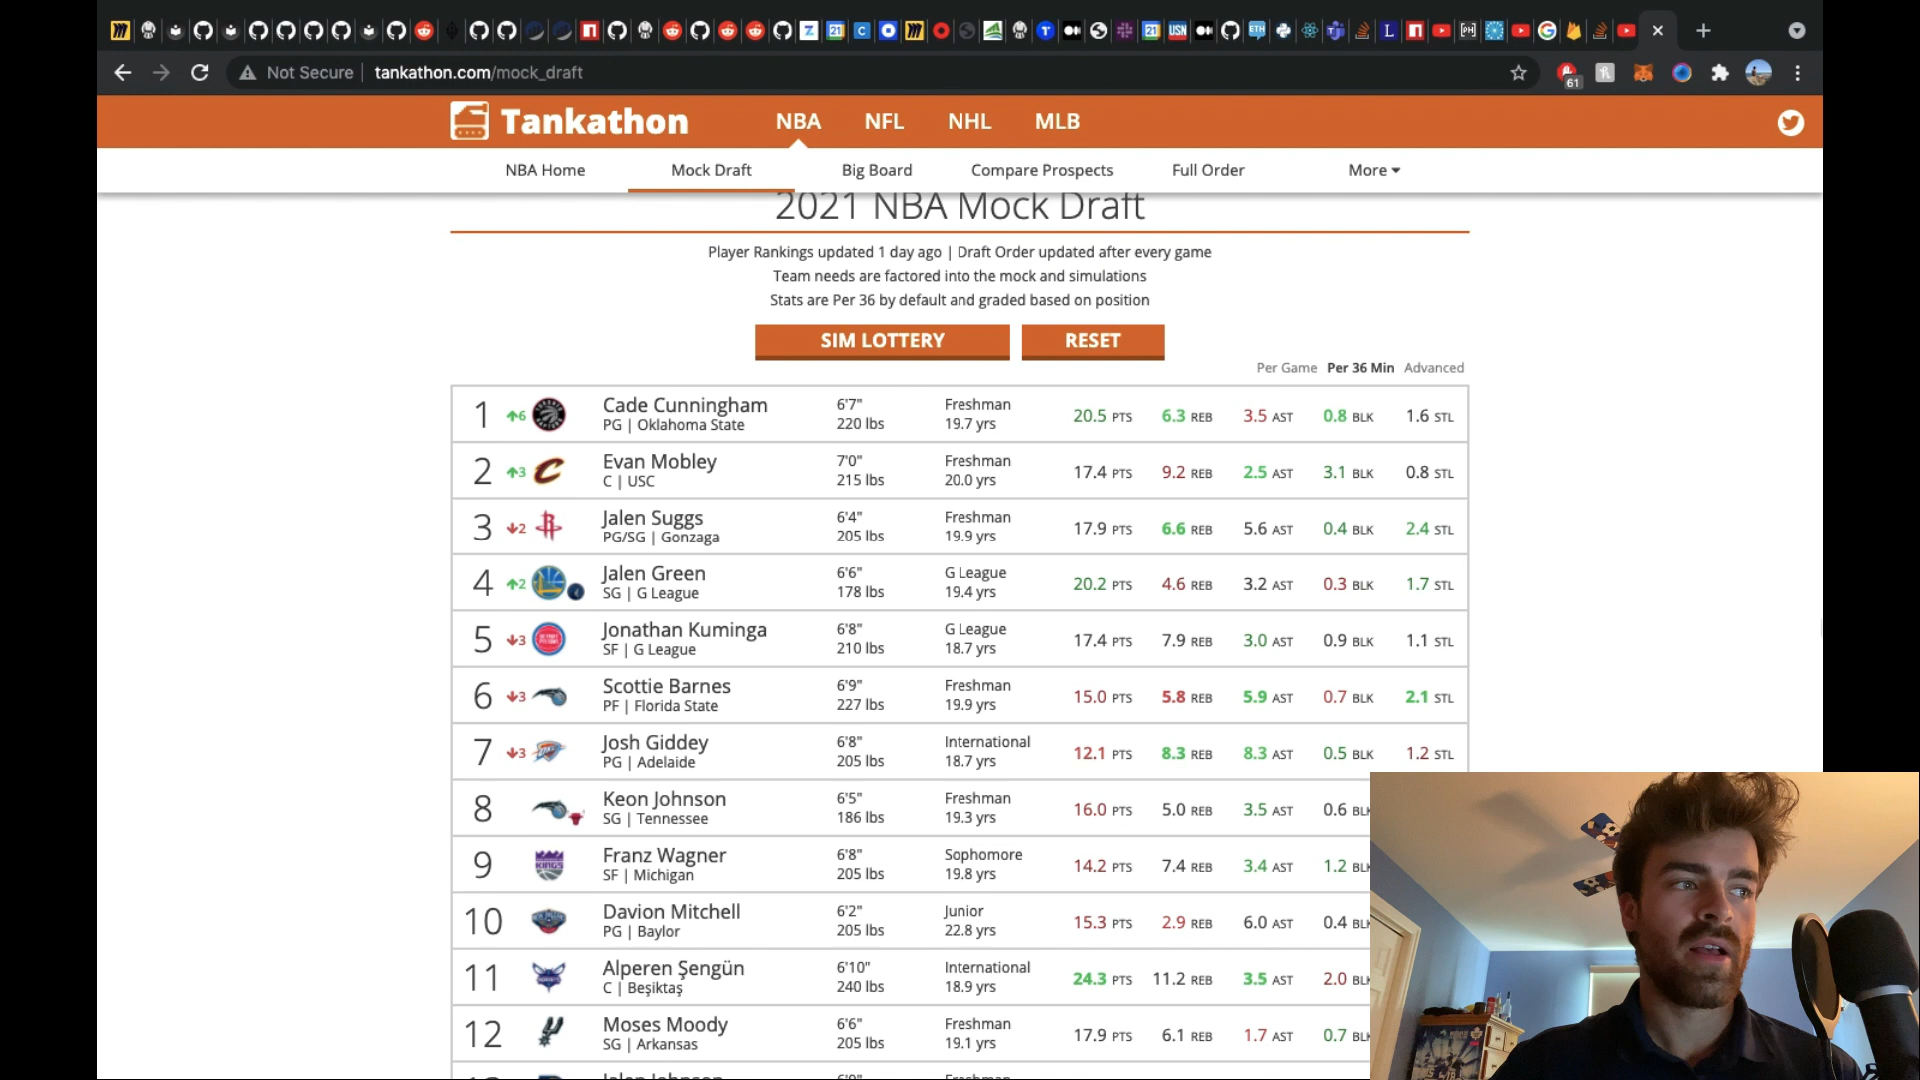 Not Secure | tankathon.com/mock_draft
61
Tankathon NBA NFL NHL MLB
NBA Home Mock Draft Big Board Compare Prospects Full Order More
2021 NBA Mock Draft
Player Rankings updated 1 day ago | Draft Order updated after every game
Team needs are factored into the mock and simulations
Stats are Per 36 by default and graded based on position
SIM LOTTERY RESET
Per Game Per 36 Min Advanced
1 6 Cade Cunningham 6'7" Freshman 20.5 PTS 6.3 REB 3.5 AST 0.8 BLK 1.6 STL
PG | Oklahoma State 220 lbs 19.7 yrs
2 3 Evan Mobley 7'0" Freshman 17.4 PTS 9.2 REB 2.5 AST 3.1 BLK 0.8 STL
C | USC 215 lbs 20.0 yrs
3 2 Jalen Suggs 6'4" Freshman 17.9 PTS 6.6 REB 5.6 AST 0.4 BLK 2.4 STL
PG/SG | Gonzaga 205 lbs 19.9 yrs
4 2 Jalen Green 6'6" G League 20.2 PTS 4.6 REB 3.2 AST 0.3 BLK 1.7 STL
SG | G League 178 lbs 19.4 yrs
5 3 Jonathan Kuminga 6'8" G League 17.4 PTS 7.9 REB 3.0 AST 0.9 BLK 1.1 STL
SF | G League 210 lbs 18.7 yrs
6 3 Scottie Barnes 6'9" Freshman 15.0 PTS 5.8 REB 5.9 AST 0.7 BLK 2.1 STL
PF | Florida State 227 lbs 19.9 yrs
7 3 Josh Giddey 6'8" International 12.1 PTS 8.3 REB 8.3 AST 0.5 BLK 1.2 STL
PG | Adelaide 205 lbs 18.7 yrs
8 Keon Johnson 6'5" Freshman 16.0 PTS 5.0 REB 3.5 AST 0.6 BLK
SG | Tennessee 186 lbs 19.3 yrs
9 KINGS Franz Wagner 6'8" Sophomore 14.2 PTS 7.4 REB 3.4 AST 1.2 BLK
SF | Michigan 205 lbs 19.8 yrs
10 Davion Mitchell 6'2" Junior 15.3 PTS 2.9 REB 6.0 AST 0.4 BLK
PG | Baylor 205 lbs 22.8 yrs
11 Alperen Şengün 6'10" International 24.3 PTS 11.2 REB 3.5 AST 2.0 BLK
C | Beşiktaş 240 lbs 18.9 yrs
12 Moses Moody 6'6" Freshman 17.9 PTS 6.1 REB 1.7 AST 0.7 BLK
SG | Arkansas 205 lbs 19.1 yrs